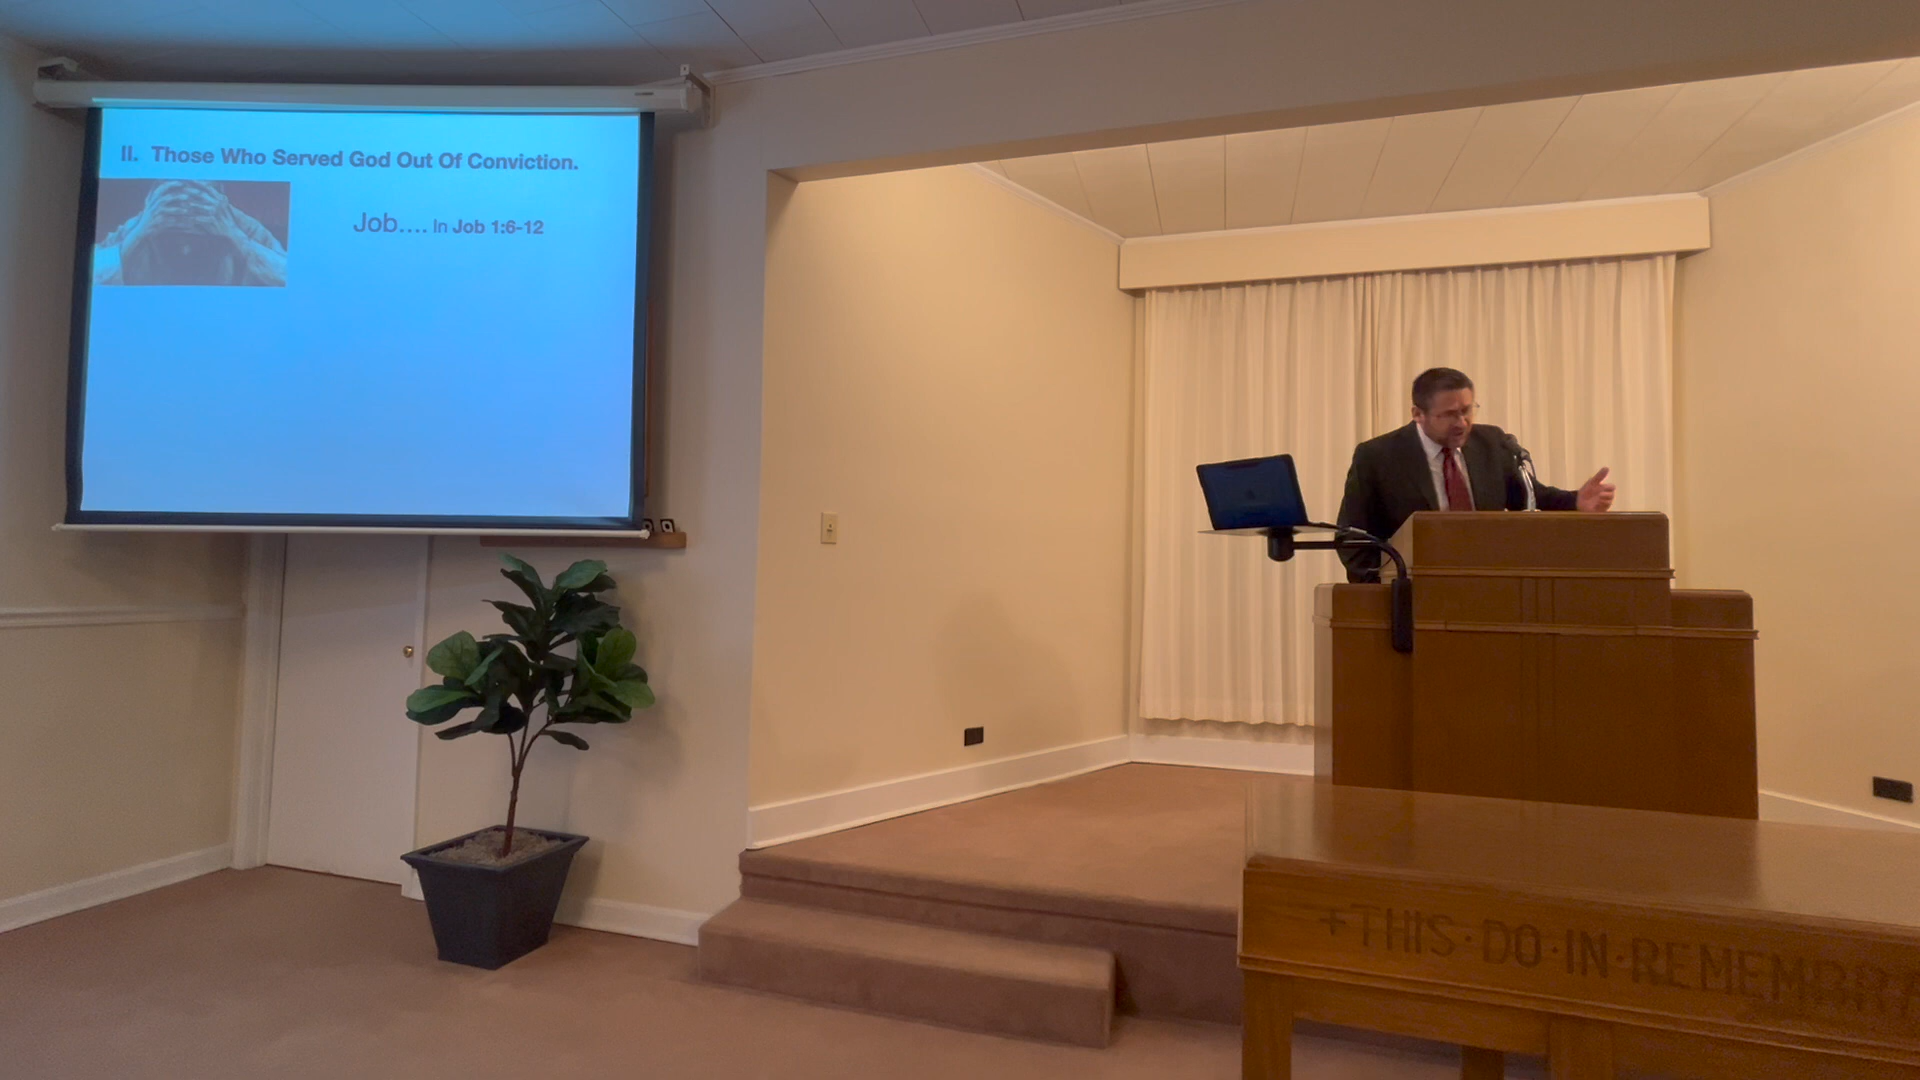 II. Those Who Served God Out Of Conviction.
Job.... In Job 1:6-12
+THIS·DO·IN·REMEMBRA